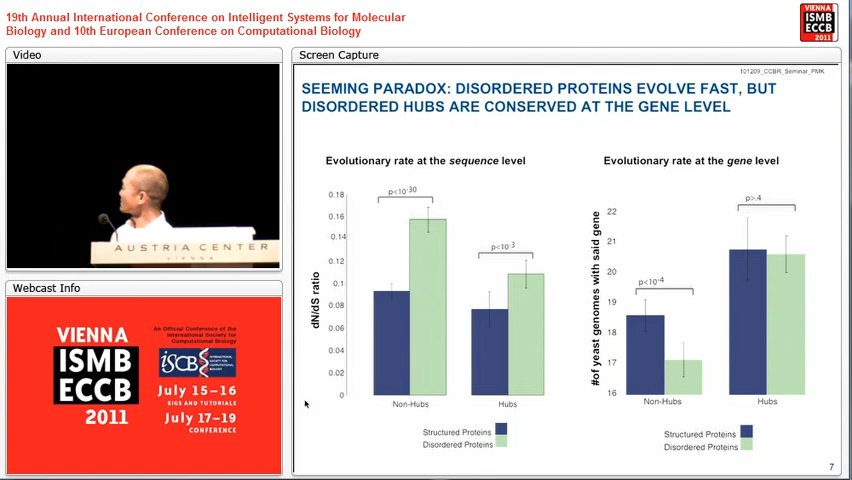 19th Annual International Conference on Intelligent Systems for Molecular
Biology and 10th European Conference on Computational Biology
VIENNA
ISMB
ECCB
2011
Video
AUSTRIA CENTER
VIENNA
Webcast Info
VIENNA
ISMB
ECCB
2011
An Official Conference of the
International Society for
Computational Biology
iSCB
INTERNATIONAL
SOCIETY FOR
COMPUTATIONAL
BIOLOGY
July 15–16
SIGS AND TUTORIALS
July 17–19
CONFERENCE
Screen Capture
101209_CCBR_Seminar_PMK
SEEMING PARADOX: DISORDERED PROTEINS EVOLVE FAST, BUT
DISORDERED HUBS ARE CONSERVED AT THE GENE LEVEL
Evolutionary rate at the sequence level
dN/dS ratio
0.18
0.16
0.14
0.12
0.1
0.08
0.06
0.04
0.02
0
p<10-30
p<10-3
Non-Hubs
Hubs
Structured Proteins
Disordered Proteins
Evolutionary rate at the gene level
#of yeast genomes with said gene
22
21
20
19
18
17
16
p<10-4
p>.4
Non-Hubs
Hubs
Structured Proteins
Disordered Proteins
7